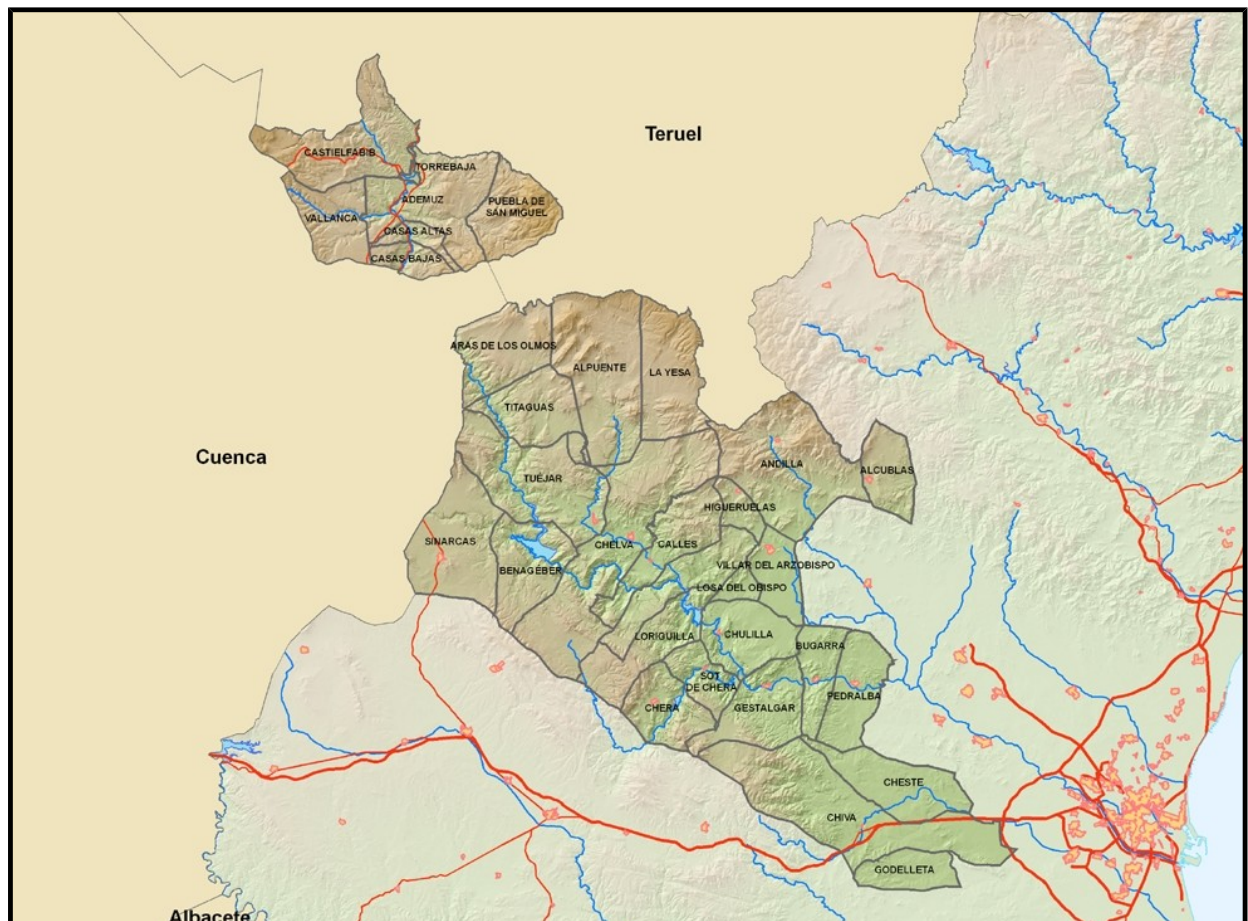 Teruel
CASTIELFABIB
TORREBAJA
ADEMUZ
PUEBLA DE
SAN MIGUEL
VALLANCA
CASAS ALTAS
CASAS BAJAS
ARAS DE LOS OLMOS
ALPUENTE
LA YESA
TITAGUAS
Cuenca
ANDILLA
ALCUBLAS
TUÉJAR
HIGUERUELAS
SINARCAS
CHELVA
CALLES
BENAGÉBER
VILLAR DEL ARZOBISPO
LOSA DEL OBISPO
LORIGUILLA
CHULILLA
BUGARRA
SOT
DE CHERA
PEDRALBA
CHERA
GESTALGAR
CHESTE
CHIVA
GODELLETA
Albacete